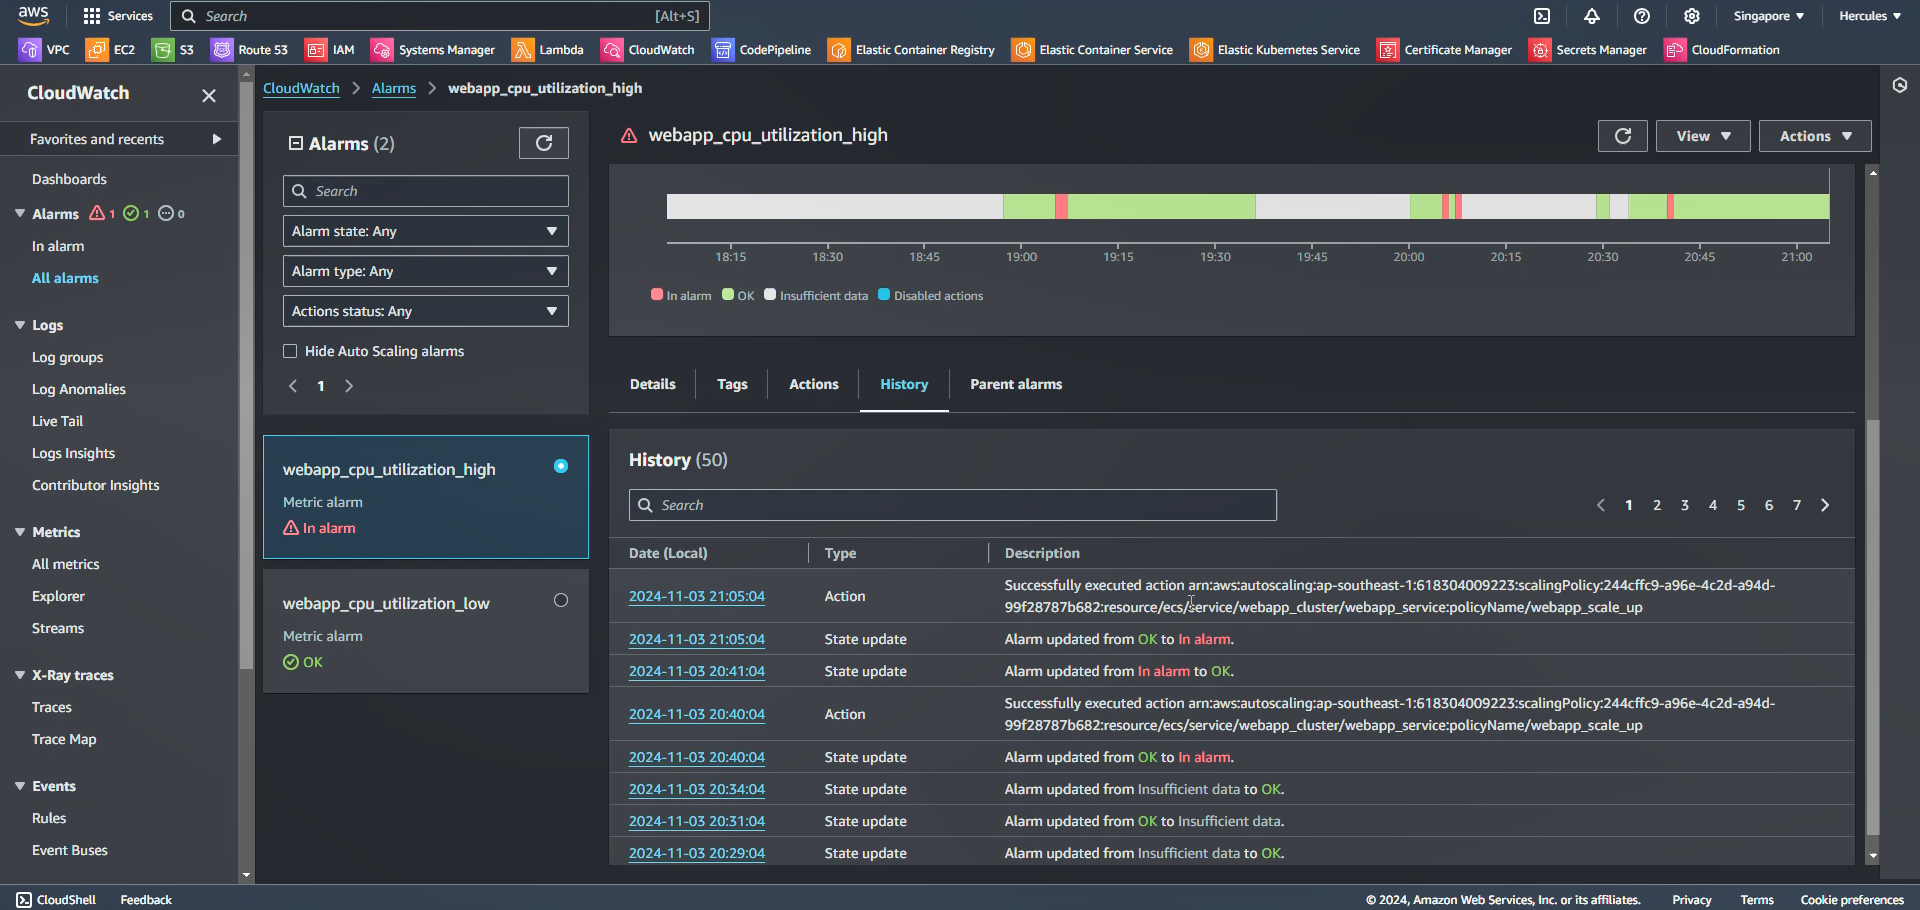 aws
Services
Search [Alt+S]
Singapore
Hercules
VPC EC2 S3 Route 53 IAM Systems Manager Lambda CloudWatch CodePipeline Elastic Container Registry Elastic Container Service Elastic Kubernetes Service Certificate Manager Secrets Manager CloudFormation
CloudWatch
Favorites and recents
Dashboards
Alarms 1 1 0
In alarm
All alarms
Logs
Log groups
Log Anomalies
Live Tail
Logs Insights
Contributor Insights
Metrics
All metrics
Explorer
Streams
X-Ray traces
Traces
Trace Map
Events
Rules
Event Buses
CloudWatch > Alarms > webapp_cpu_utilization_high
Alarms (2)
Search
Alarm state: Any
Alarm type: Any
Actions status: Any
Hide Auto Scaling alarms
< 1 >
webapp_cpu_utilization_high
Metric alarm
In alarm
webapp_cpu_utilization_low
Metric alarm
OK
webapp_cpu_utilization_high
View
Actions
18:15 18:30 18:45 19:00 19:15 19:30 19:45 20:00 20:15 20:30 20:45 21:00
In alarm OK Insufficient data Disabled actions
Details Tags Actions History Parent alarms
History (50)
Search
< 1 2 3 4 5 6 7 >
Date (Local) Type Description
2024-11-03 21:05:04 Action Successfully executed action arn:aws:autoscaling:ap-southeast-1:618304009223:scalingPolicy:244cffc9-a96e-4c2d-a94d-
99f28787b682:resource/ecs/service/webapp_cluster/webapp_service:policyName/webapp_scale_up
2024-11-03 21:05:04 State update Alarm updated from OK to In alarm.
2024-11-03 20:41:04 State update Alarm updated from In alarm to OK.
2024-11-03 20:40:04 Action Successfully executed action arn:aws:autoscaling:ap-southeast-1:618304009223:scalingPolicy:244cffc9-a96e-4c2d-a94d-
99f28787b682:resource/ecs/service/webapp_cluster/webapp_service:policyName/webapp_scale_up
2024-11-03 20:40:04 State update Alarm updated from OK to In alarm.
2024-11-03 20:34:04 State update Alarm updated from Insufficient data to OK.
2024-11-03 20:31:04 State update Alarm updated from OK to Insufficient data.
2024-11-03 20:29:04 State update Alarm updated from Insufficient data to OK.
CloudShell Feedback
© 2024, Amazon Web Services, Inc. or its affiliates. Privacy Terms Cookie preferences